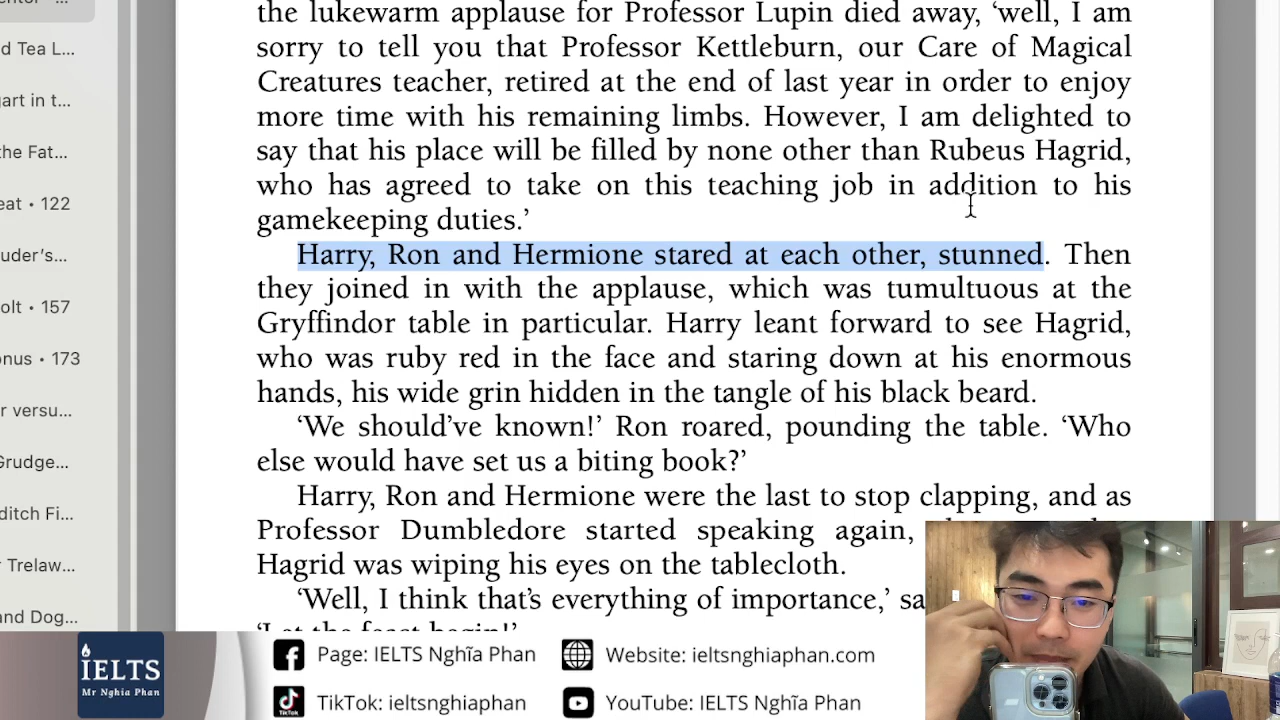 the lukewarm applause for Professor Lupin died away, ‘well, I am
sorry to tell you that Professor Kettleburn, our Care of Magical
Creatures teacher, retired at the end of last year in order to enjoy
more time with his remaining limbs. However, I am delighted to
say that his place will be filled by none other than Rubeus Hagrid,
who has agreed to take on this teaching job in addition to his
gamekeeping duties.’
Harry, Ron and Hermione stared at each other, stunned. Then
they joined in with the applause, which was tumultuous at the
Gryffindor table in particular. Harry leant forward to see Hagrid,
who was ruby red in the face and staring down at his enormous
hands, his wide grin hidden in the tangle of his black beard.
‘We should’ve known!’ Ron roared, pounding the table. ‘Who
else would have set us a biting book?’
Harry, Ron and Hermione were the last to stop clapping, and as
Professor Dumbledore started speaking again,
Hagrid was wiping his eyes on the tablecloth.
‘Well, I think that’s everything of importance,’ sa
‘Let the feast begin!’
d Tea L...
gart in t...
the Fat...
eat • 122
uder’s...
olt • 157
onus • 173
r versu...
Grudge...
ditch Fi...
r Trelaw...
and Dog...
IELTS
Mr Nghia Phan
Page: IELTS Nghĩa Phan
Website: ieltsnghiaphan.com
TikTok: ieltsnghiaphan
YouTube: IELTS Nghĩa Phan